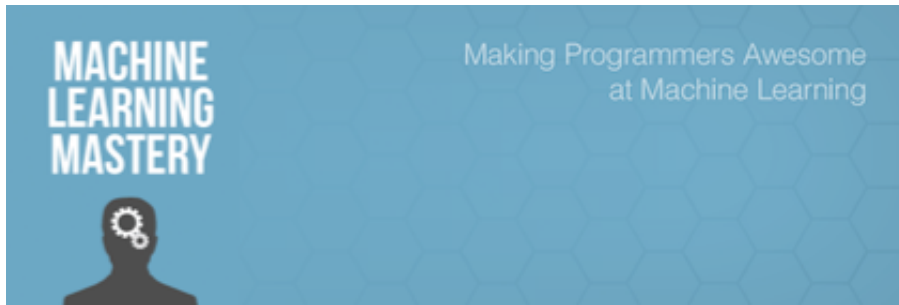 MACHINE
LEARNING
MASTERY
Making Programmers Awesome
at Machine Learning